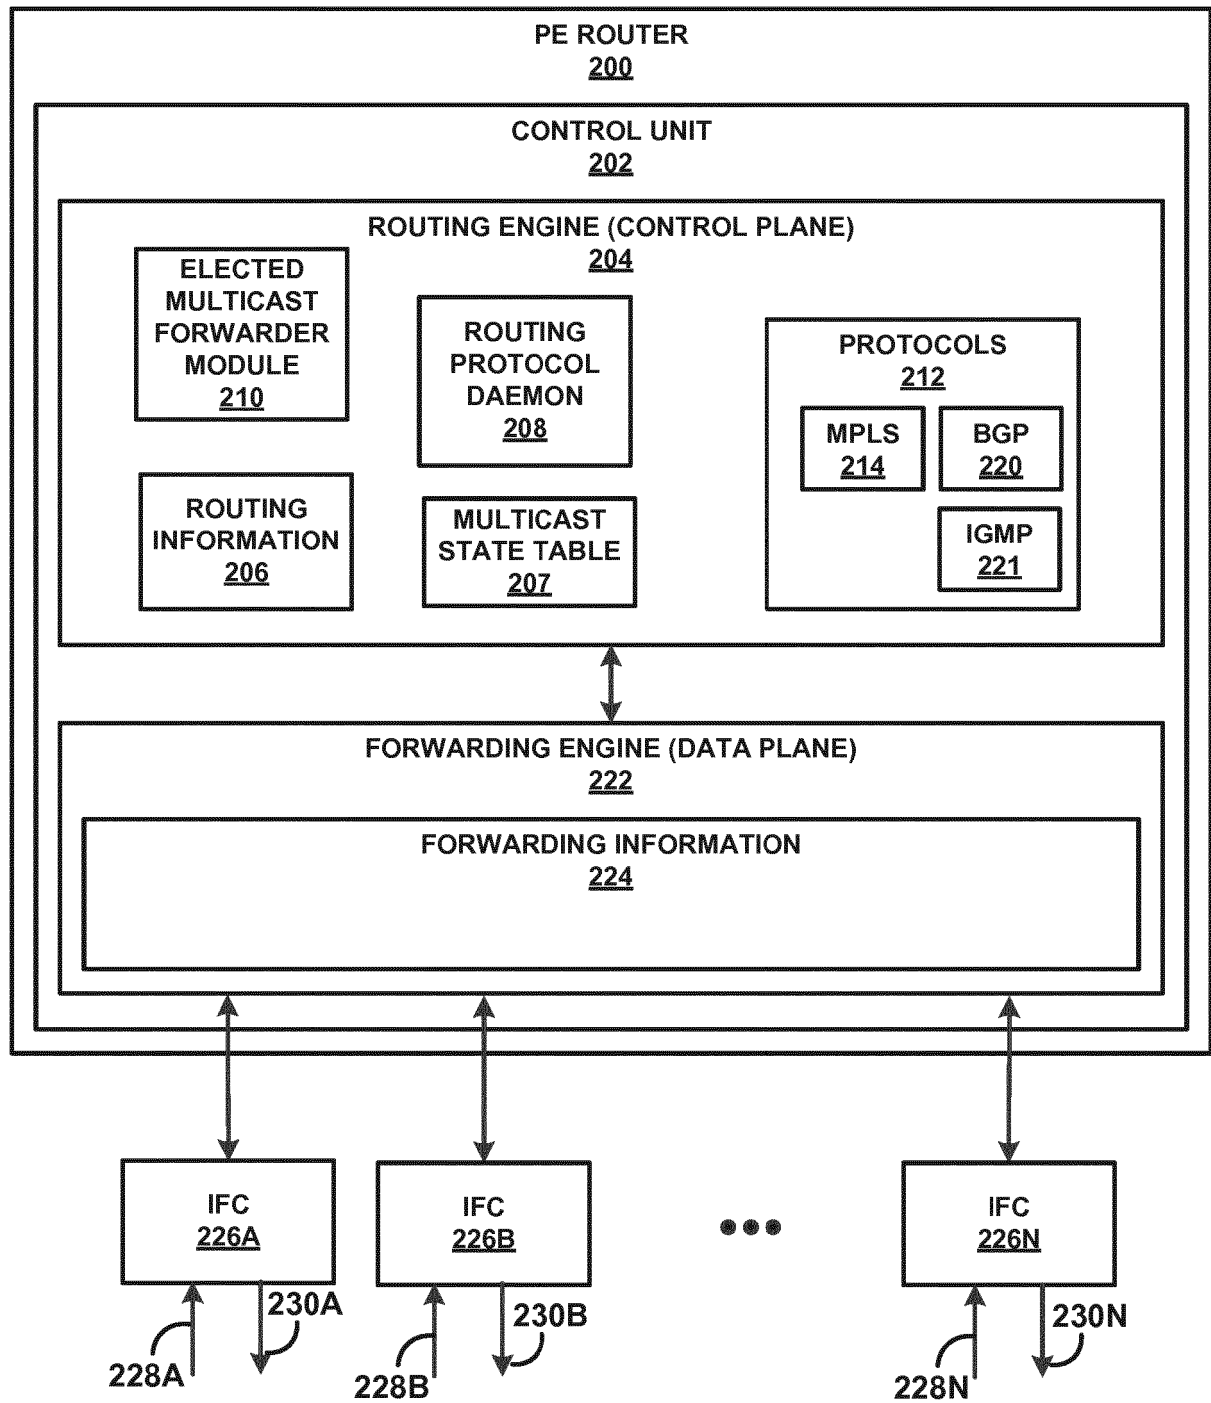 PE ROUTER
200
CONTROL UNIT
202
ROUTING ENGINE (CONTROL PLANE)
204
ELECTED
MULTICAST
FORWARDER
MODULE
210
ROUTING
PROTOCOL
DAEMON
208
PROTOCOLS
212
MPLS
214
BGP
220
IGMP
221
ROUTING
INFORMATION
206
MULTICAST
STATE TABLE
207
FORWARDING ENGINE (DATA PLANE)
222
FORWARDING INFORMATION
224
IFC
226A
IFC
226B
IFC
226N
228A
230A
228B
230B
228N
230N